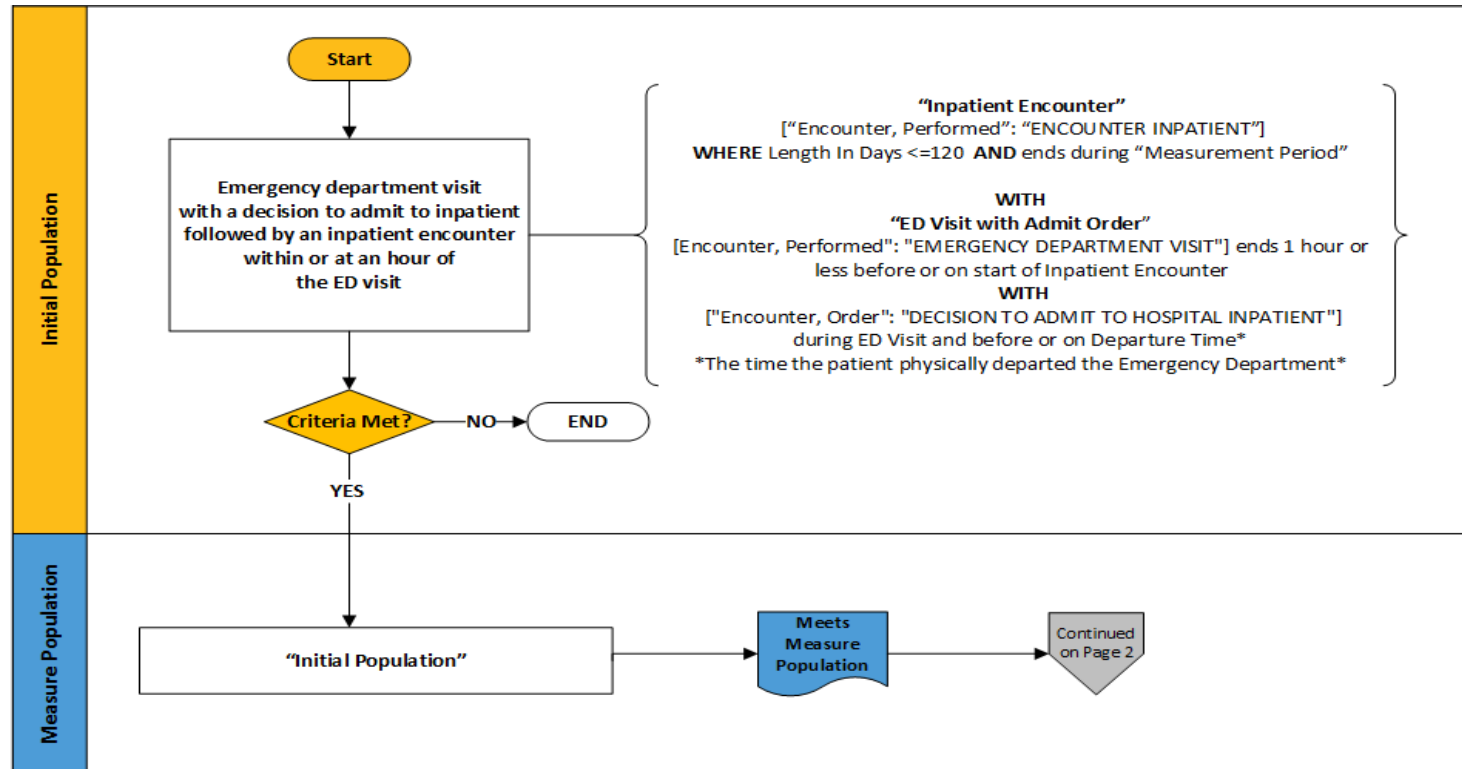 Initial Population
Start
Emergency department visit
with a decision to admit to inpatient
followed by an inpatient encounter
within or at an hour of
the ED visit
“Inpatient Encounter”
[“Encounter, Performed”: “ENCOUNTER INPATIENT”]
WHERE Length In Days <=120 AND ends during “Measurement Period”
WITH
“ED Visit with Admit Order”
[Encounter, Performed": "EMERGENCY DEPARTMENT VISIT"] ends 1 hour or
less before or on start of Inpatient Encounter
WITH
["Encounter, Order": "DECISION TO ADMIT TO HOSPITAL INPATIENT"]
during ED Visit and before or on Departure Time*
*The time the patient physically departed the Emergency Department*
Criteria Met?
NO
END
YES
Measure Population
“Initial Population”
Meets
Measure
Population
Continued
on Page 2